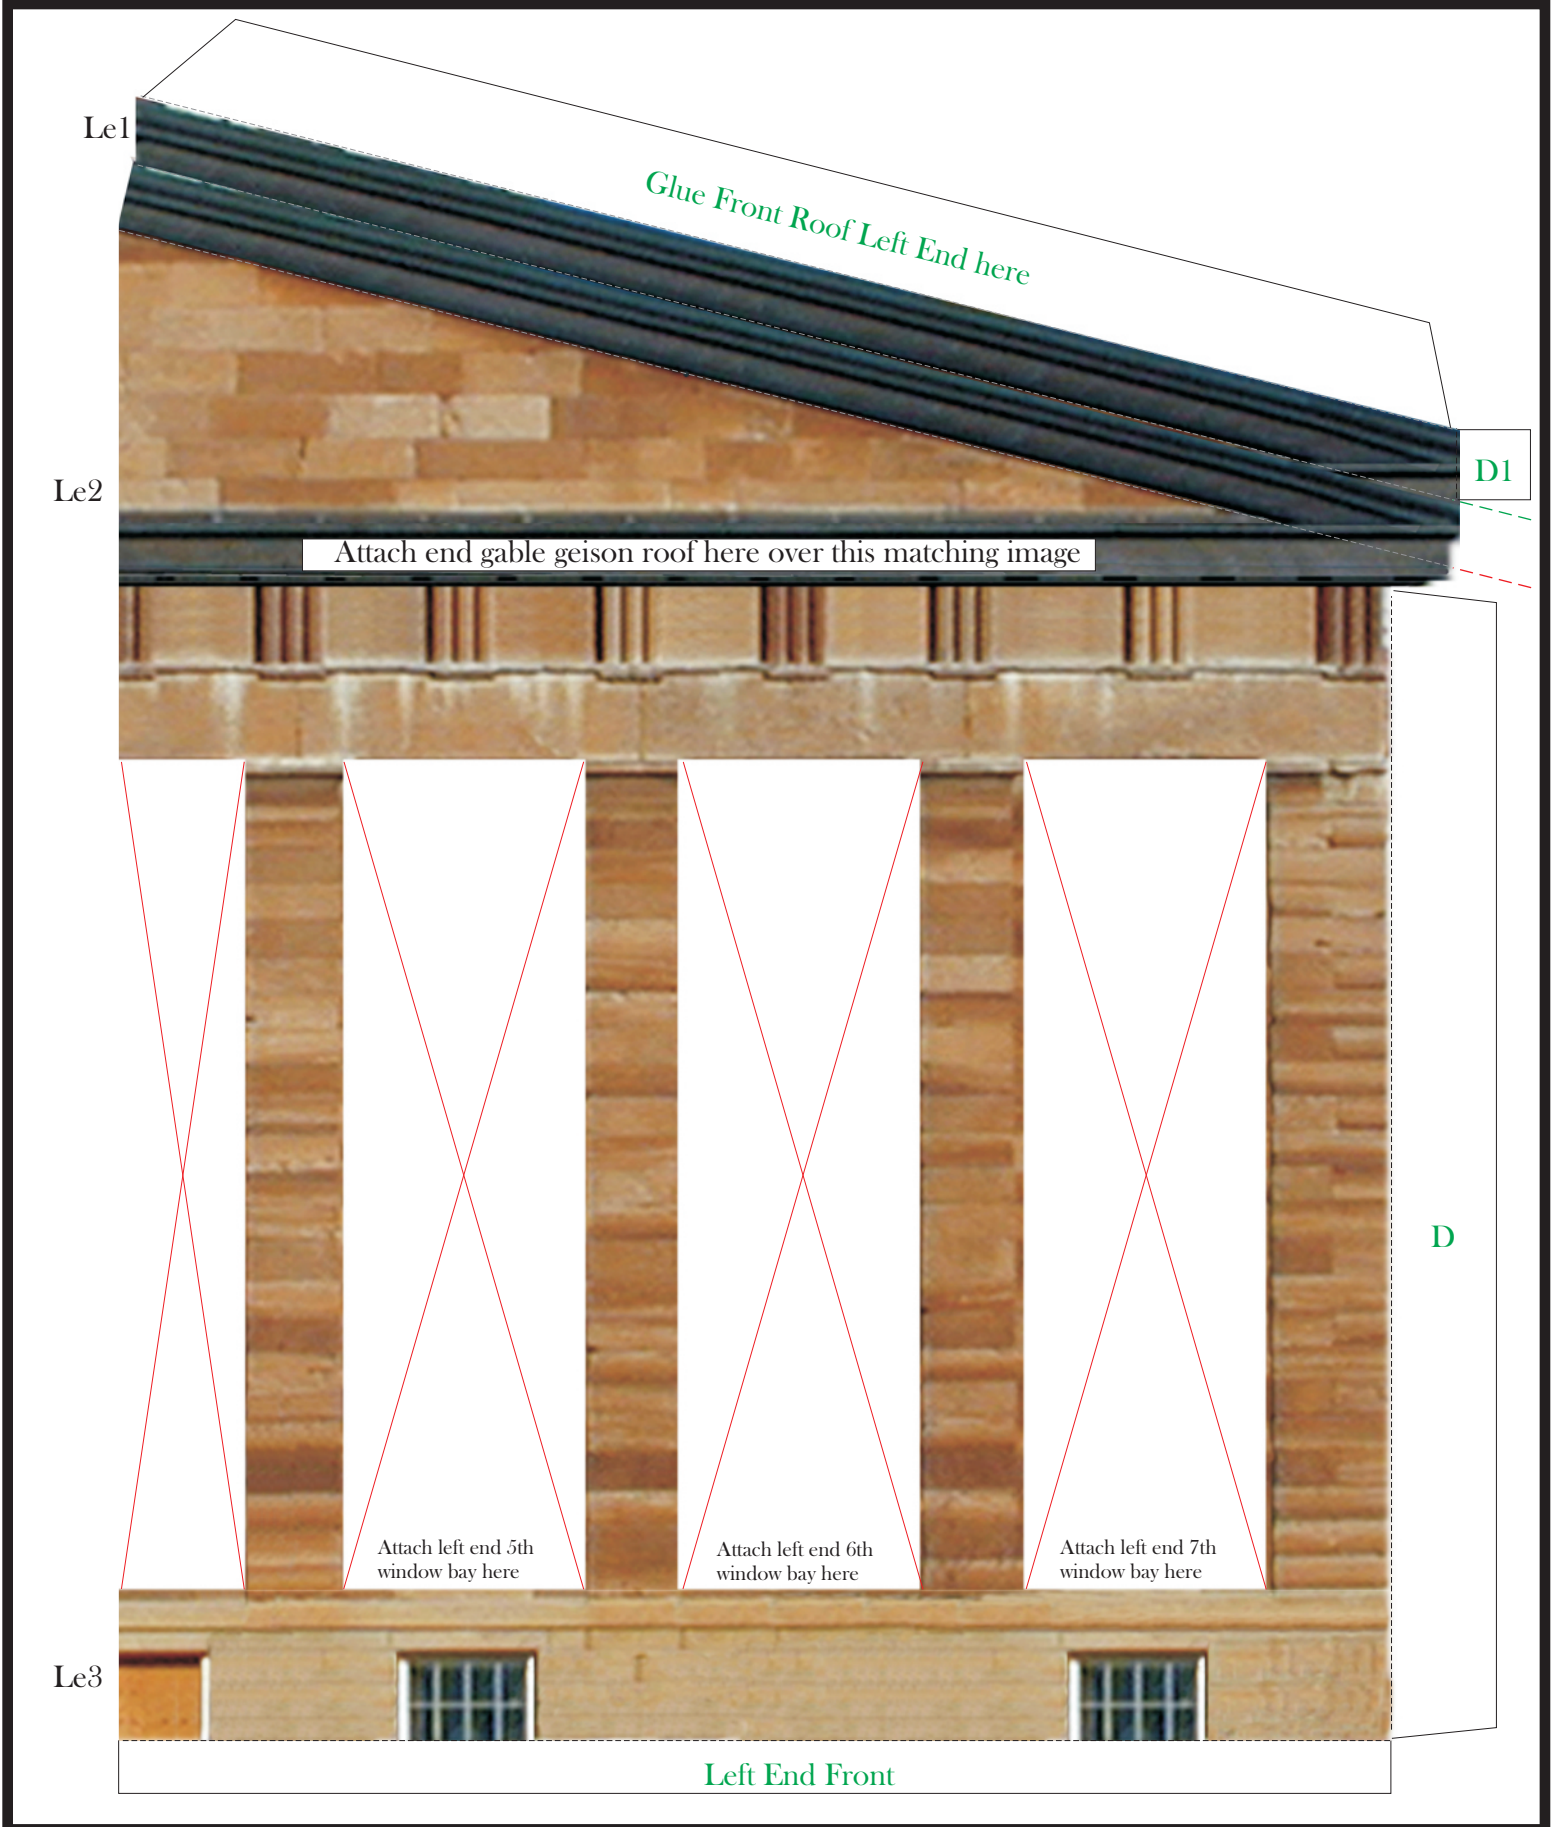 Le1
Glue Front Roof Left End here
D1
Le2
Attach end gable geison roof here over this matching image
D
Attach left end 5th
window bay here
Attach left end 6th
window bay here
Attach left end 7th
window bay here
Le3
Left End Front